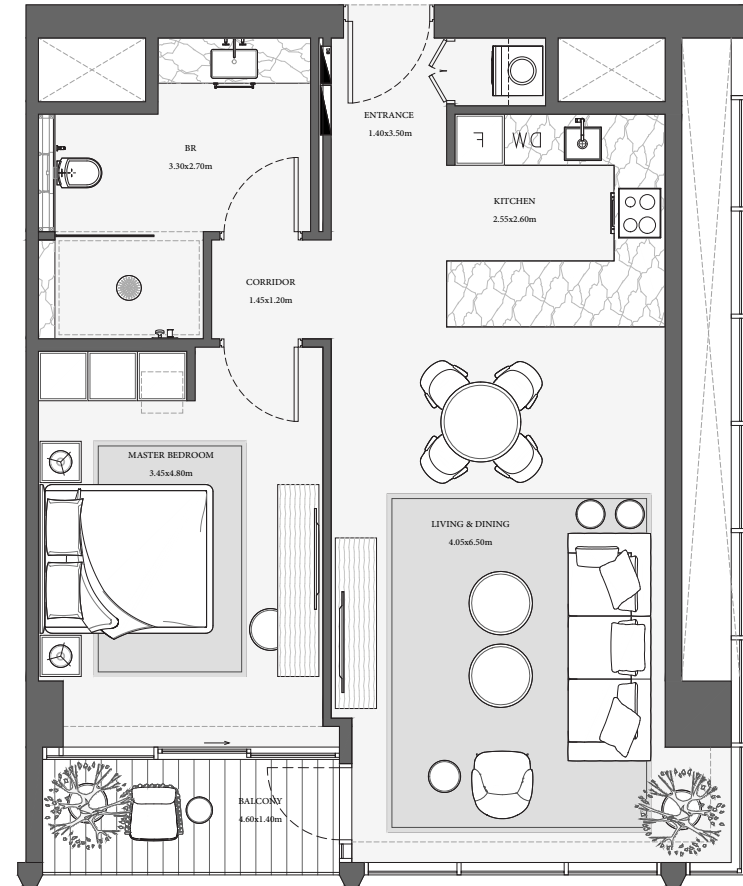 ENTRANCE
1.40x3.50m
BR
3.30x2.70m
F
DW
KITCHEN
2.55x2.60m
CORRIDOR
1.45x1.20m
MASTER BEDROOM
3.45x4.80m
LIVING & DINING
4.05x6.50m
BALCONY
4.60x1.40m